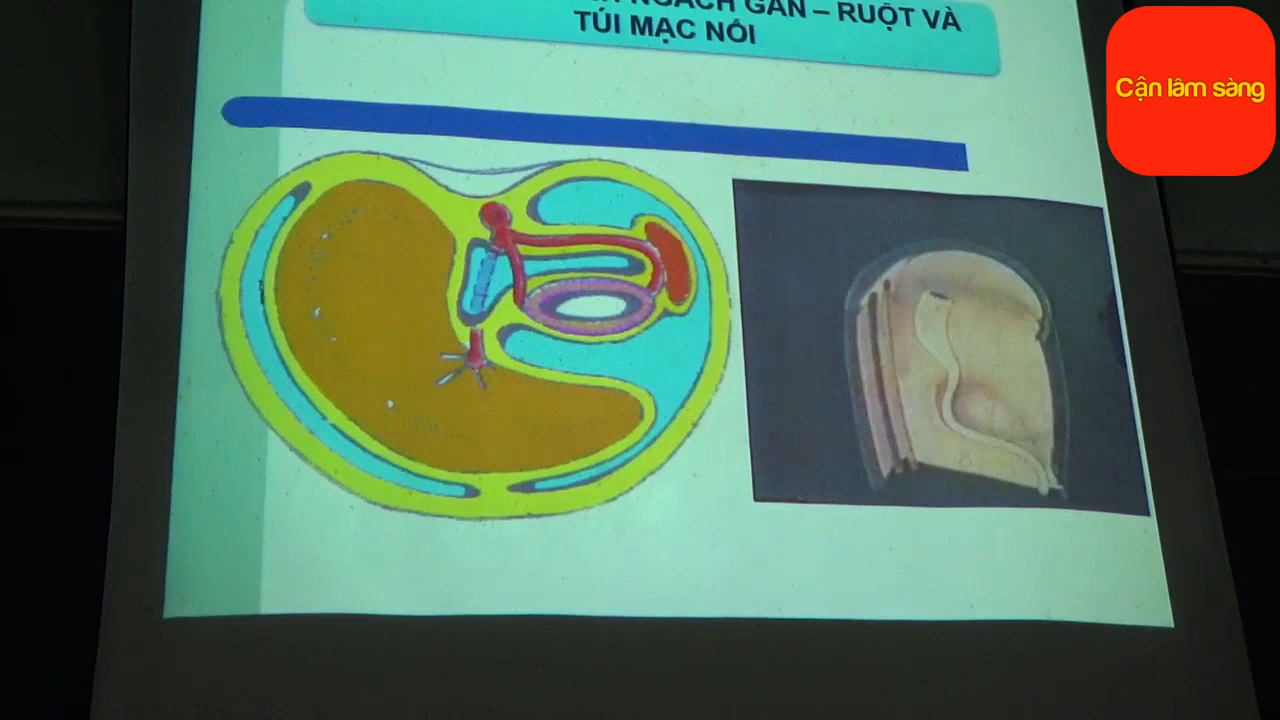 NGÁCH GAN – RUỘT VÀ
TÚI MẠC NỐI
Cận lâm sàng